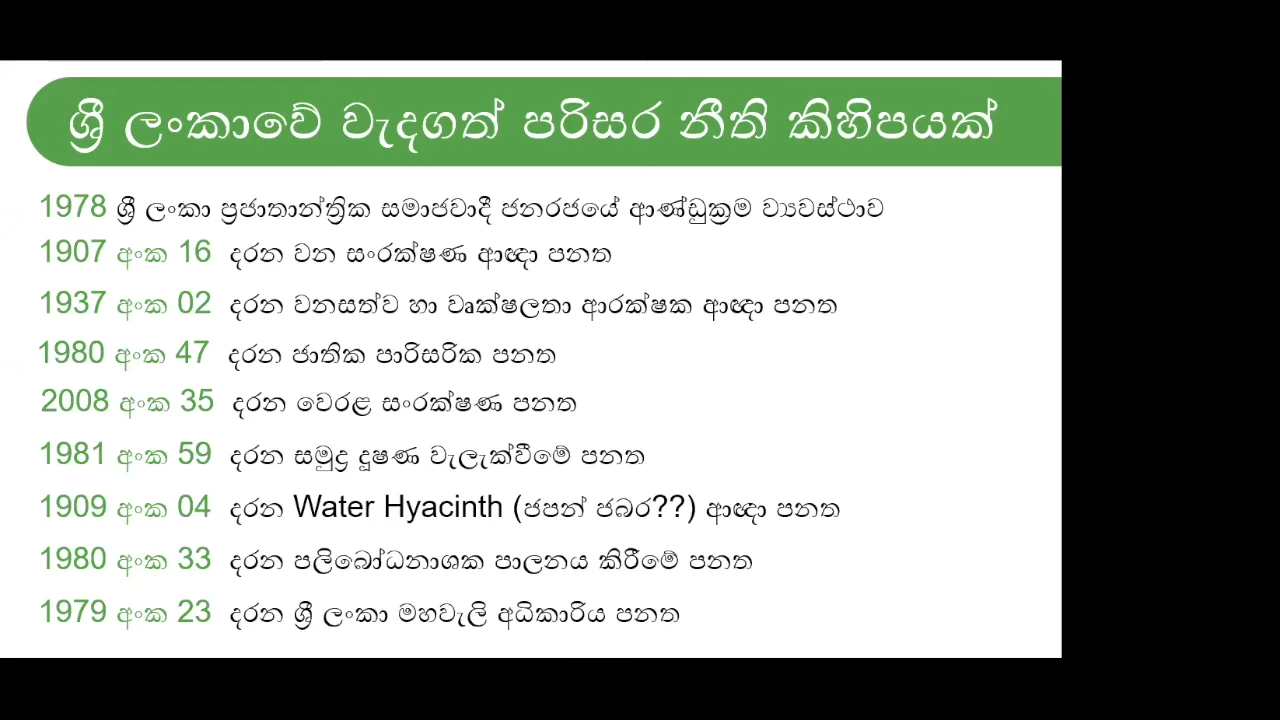 ශ්‍රී ලංකාවේ වැදගත් පරිසර නීති කිහිපයක්
1978 ශ්‍රී ලංකා ප්‍රජාතාන්ත්‍රික සමාජවාදී ජනරජයේ ආණ්ඩුක්‍රම ව්‍යවස්ථාව
1907 අංක 16 දරන වන සංරක්ෂණ ආඥා පනත
1937 අංක 02 දරන වනසත්ව හා වෘක්ෂලතා ආරක්ෂක ආඥා පනත
1980 අංක 47 දරන ජාතික පාරිසරික පනත
2008 අංක 35 දරන වෙරළ සංරක්ෂණ පනත
1981 අංක 59 දරන සමුද්‍ර දූෂණ වැලැක්වීමේ පනත
1909 අංක 04 දරන Water Hyacinth (ජපන් ජබර??) ආඥා පනත
1980 අංක 33 දරන පලිබෝධනාශක පාලනය කිරීමේ පනත
1979 අංක 23 දරන ශ්‍රී ලංකා මහවැලි අධිකාරිය පනත